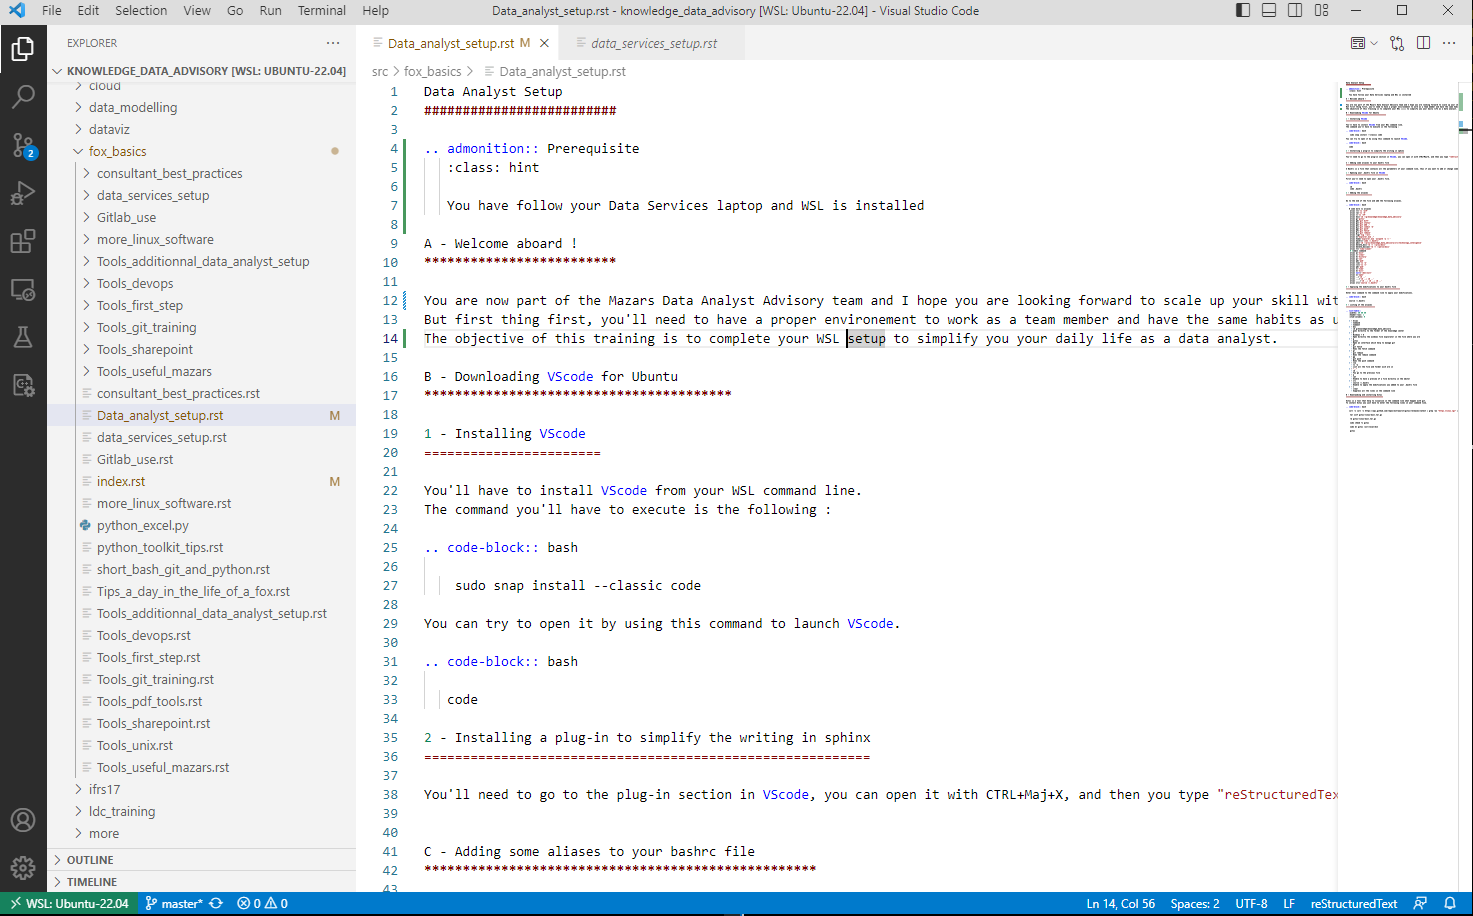 File Edit Selection View Go Run Terminal Help
Data_analyst_setup.rst - knowledge_data_advisory [WSL: Ubuntu-22.04] - Visual Studio Code
EXPLORER
KNOWLEDGE_DATA_ADVISORY [WSL: UBUNTU-22.04]
cloud
data_modelling
dataviz
fox_basics
consultant_best_practices
data_services_setup
Gitlab_use
more_linux_software
Tools_additionnal_data_analyst_setup
Tools_devops
Tools_first_step
Tools_git_training
Tools_sharepoint
Tools_useful_mazars
consultant_best_practices.rst
Data_analyst_setup.rst M
data_services_setup.rst
Gitlab_use.rst
index.rst M
more_linux_software.rst
python_excel.py
python_toolkit_tips.rst
short_bash_git_and_python.rst
Tips_a_day_in_the_life_of_a_fox.rst
Tools_additionnal_data_analyst_setup.rst
Tools_devops.rst
Tools_first_step.rst
Tools_git_training.rst
Tools_pdf_tools.rst
Tools_sharepoint.rst
Tools_unix.rst
Tools_useful_mazars.rst
ifrs17
ldc_training
more
OUTLINE
TIMELINE
2
Data_analyst_setup.rst M
data_services_setup.rst
src > fox_basics > Data_analyst_setup.rst
1 Data Analyst Setup
2 #########################
3
4 .. admonition:: Prerequisite
5 :class: hint
6
7 You have follow your Data Services laptop and WSL is installed
8
9 A - Welcome aboard !
10 *************************
11
12 You are now part of the Mazars Data Analyst Advisory team and I hope you are looking forward to scale up your skill wit
13 But first thing first, you'll need to have a proper environement to work as a team member and have the same habits as u
14 The objective of this training is to complete your WSL setup to simplify you your daily life as a data analyst.
15
16 B - Downloading VScode for Ubuntu
17 ****************************************
18
19 1 - Installing VScode
20 =======================
21
22 You'll have to install VScode from your WSL command line.
23 The command you'll have to execute is the following :
24
25 .. code-block:: bash
26
27 sudo snap install --classic code
28
29 You can try to open it by using this command to launch VScode.
30
31 .. code-block:: bash
32
33 code
34
35 2 - Installing a plug-in to simplify the writing in sphinx
36 ==========================================================
37
38 You'll need to go to the plug-in section in VScode, you can open it with CTRL+Maj+X, and then you type "reStructuredTex
39
40
41 C - Adding some aliases to your bashrc file
42 ***************************************************
43
WSL: Ubuntu-22.04 master* 0 0
Ln 14, Col 56 Spaces: 2 UTF-8 LF reStructuredText